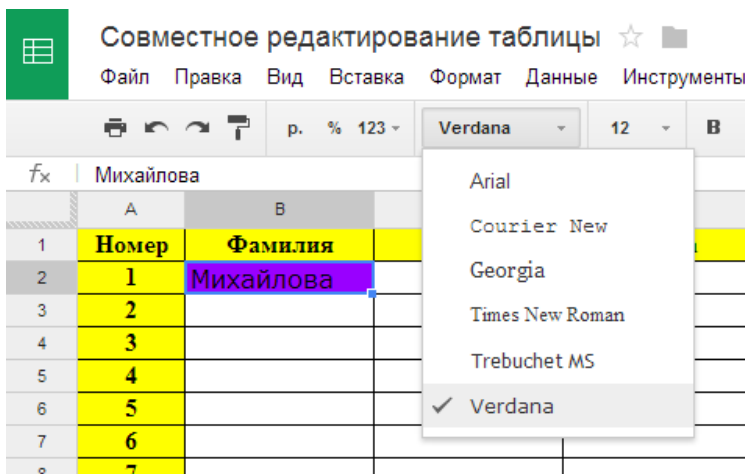 Совместное редактирование таблицы
Файл Правка Вид Вставка Формат Данные Инструменты
р. % 123 Verdana 12 B
fx Михайлова
A B
1 Номер Фамилия
2 1 Михайлова
3 2
4 3
5 4
6 5
7 6
8 7
Arial
Courier New
Georgia
Times New Roman
Trebuchet MS
Verdana